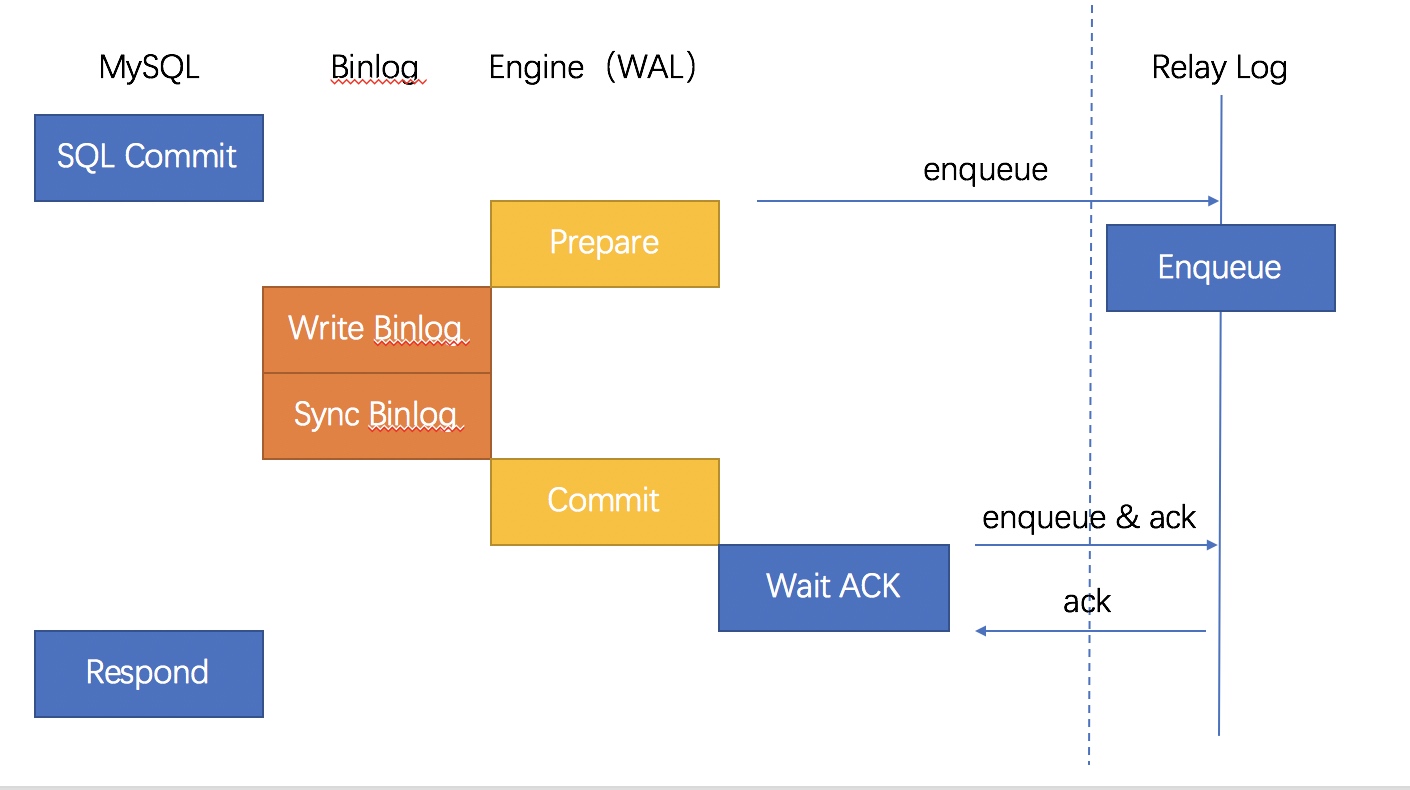 MySQL
Binlog
Engine（WAL）
Relay Log
SQL Commit
enqueue
Prepare
Enqueue
Write Binlog
Sync Binlog
Commit
enqueue & ack
Wait ACK
ack
Respond